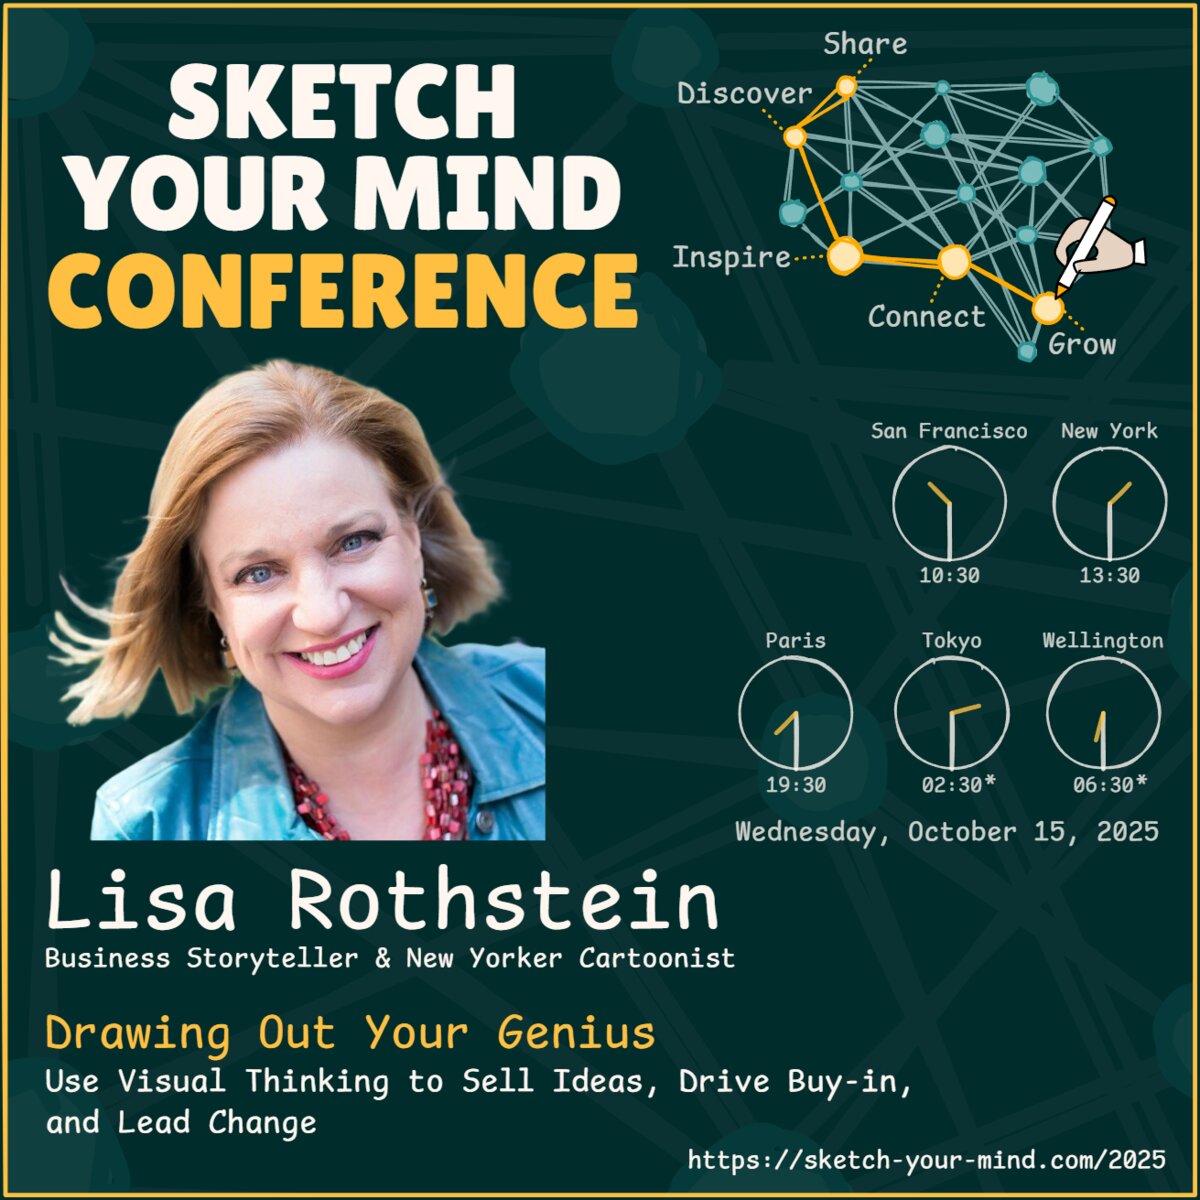 SKETCH
YOUR MIND
CONFERENCE
Share
Discover
Inspire
Connect
Grow
San Francisco
10:30
New York
13:30
Paris
19:30
Tokyo
02:30*
Wellington
06:30*
Wednesday, October 15, 2025
Lisa Rothstein
Business Storyteller & New Yorker Cartoonist
Drawing Out Your Genius
Use Visual Thinking to Sell Ideas, Drive Buy-in,
and Lead Change
https://sketch-your-mind.com/2025